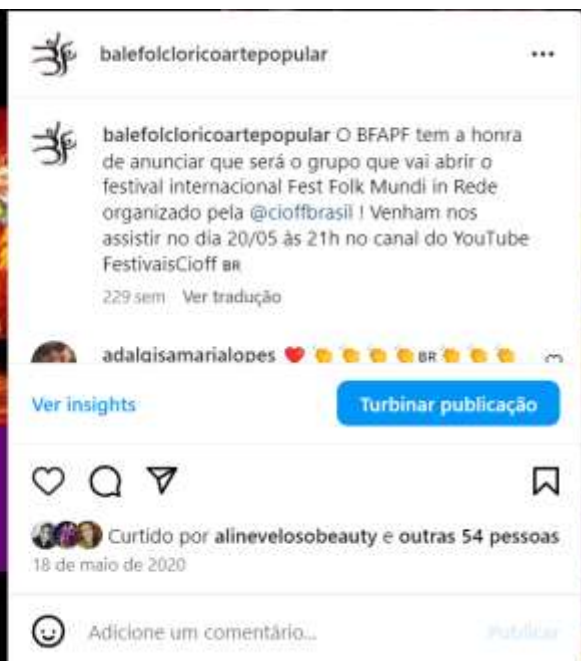 balefolcloricoartepopular
balefolcloricoartepopular O BFAPF tem a honra
de anunciar que será o grupo que vai abrir o
festival internacional Fest Folk Mundi in Rede
organizado pela @cioffbrasil ! Venham nos
assistir no dia 20/05 às 21h no canal do YouTube
FestivaisCioff BR
229 sem Ver tradução
adalgisamarialopes ❤️ 👏 👏 👏 👏 BR 👏 👏 👏
Ver insights
Turbinar publicação
Curtido por alinevelosobeauty e outras 54 pessoas
18 de maio de 2020
Adicione um comentário...
Publicar